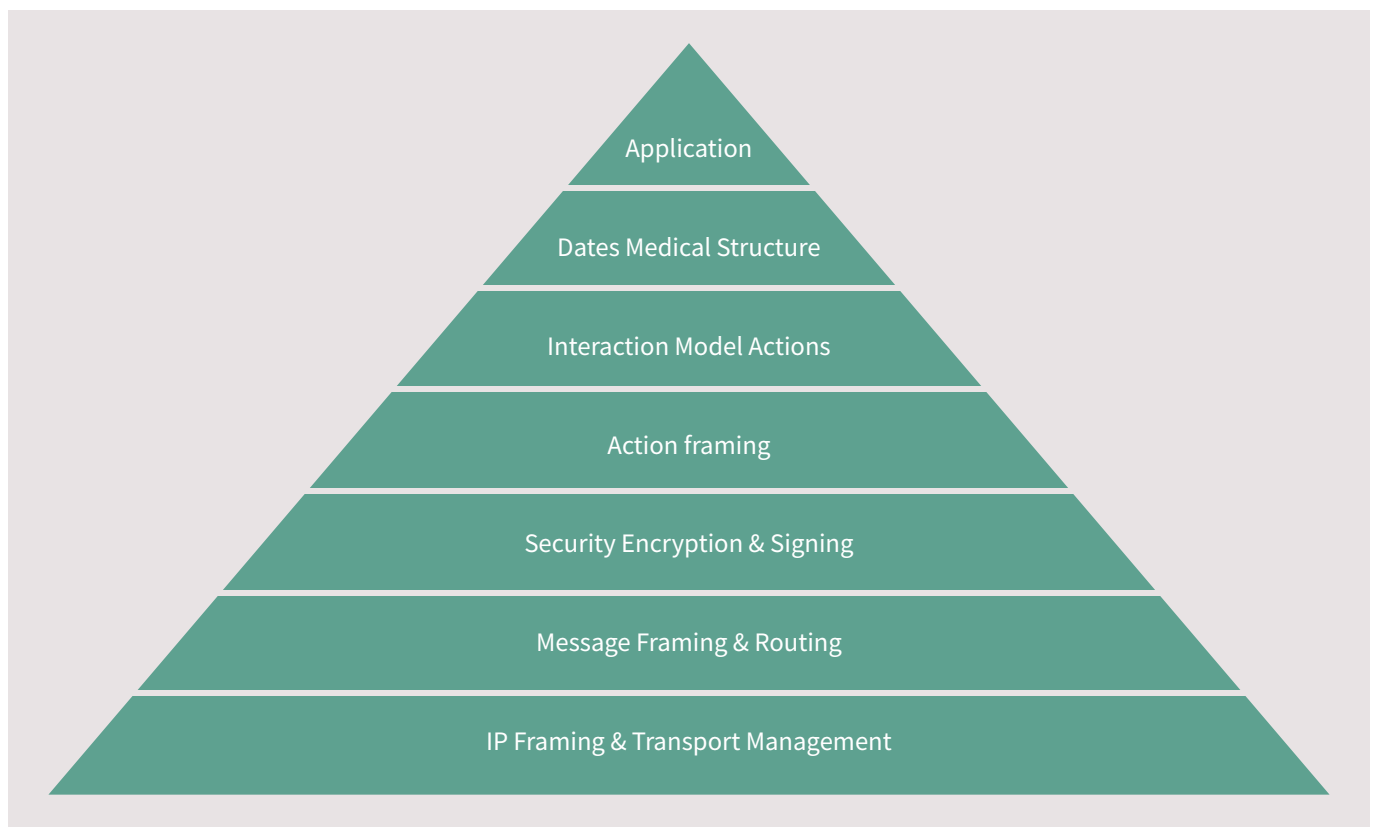 Application
Dates Medical Structure
Interaction Model Actions
Action framing
Security Encryption & Signing
Message Framing & Routing
IP Framing & Transport Management